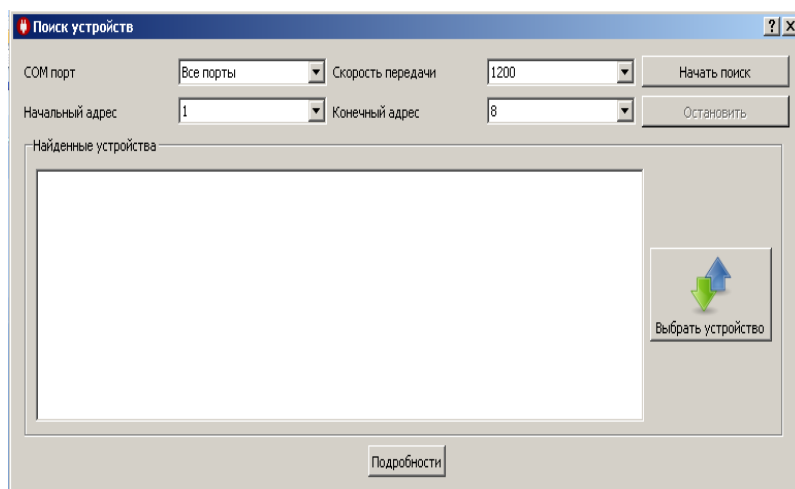 Поиск устройств
COM порт Все порты Скорость передачи 1200 Начать поиск
Начальный адрес 1 Конечный адрес 8 Остановить
Найденные устройства
Выбрать устройство
Подробности